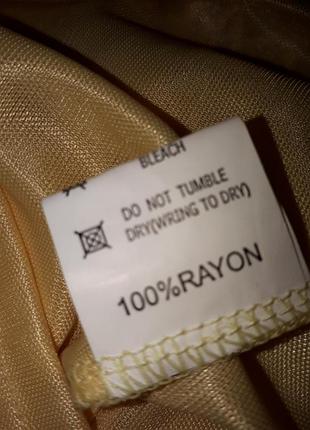 BLEACH
DO NOT TUMBLE
DRY(WRING TO DRY)
100%RAYON